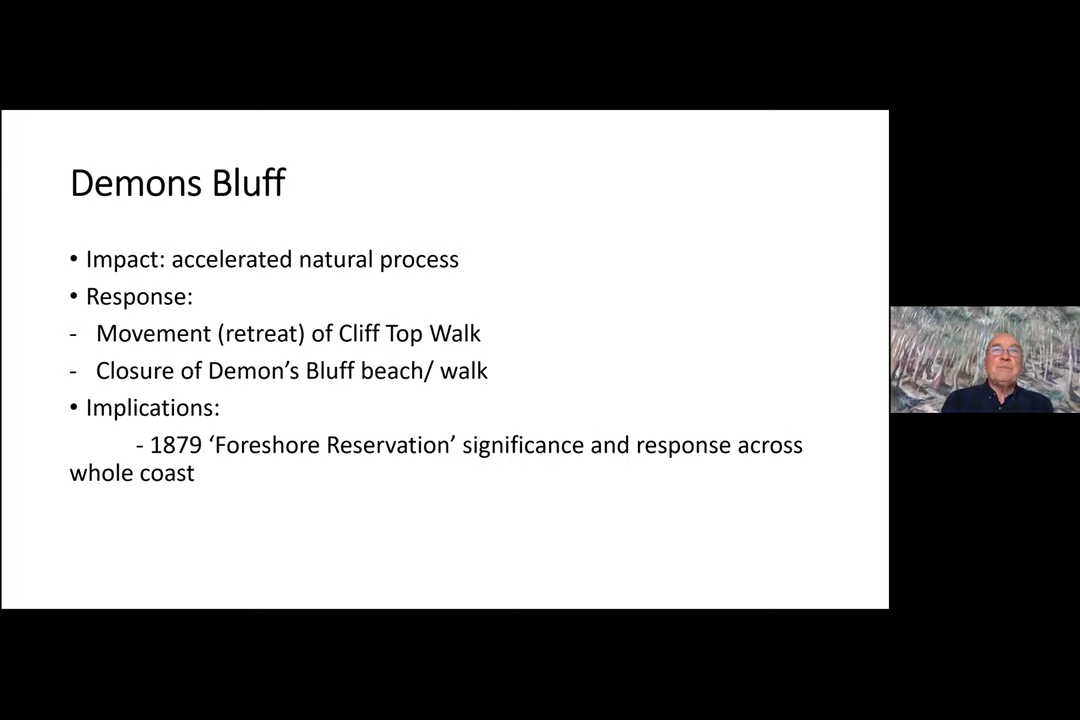 Demons Bluff
• Impact: accelerated natural process
• Response:
- Movement (retreat) of Cliff Top Walk
- Closure of Demon’s Bluff beach/ walk
• Implications:
- 1879 ‘Foreshore Reservation’ significance and response across
whole coast